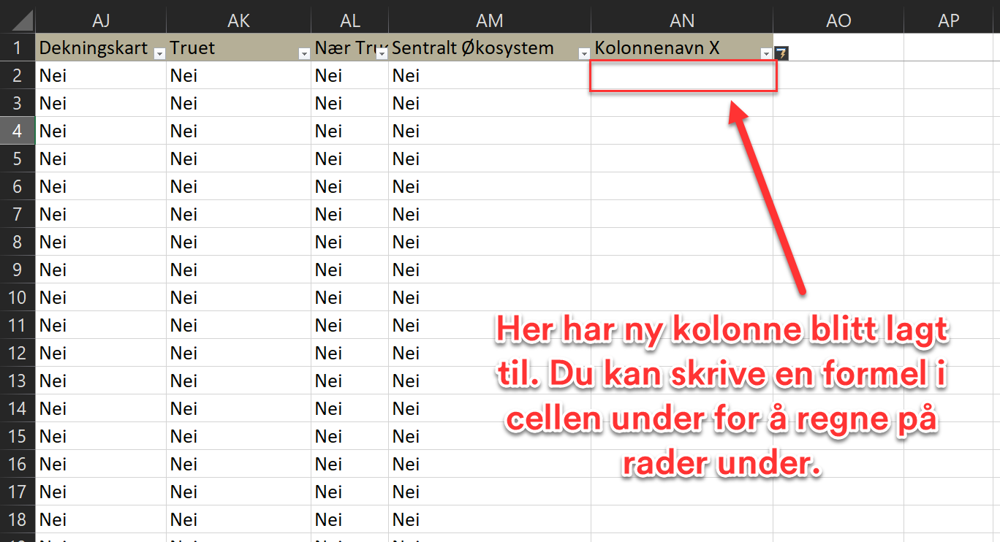 AJ AK AL AM AN AO AP
1 Dekningskart Truet Nær Sentralt Økosystem Kolonnenavn X
2 Nei Nei Nei Nei
3 Nei Nei Nei Nei
4 Nei Nei Nei Nei
5 Nei Nei Nei Nei
6 Nei Nei Nei Nei
7 Nei Nei Nei Nei
8 Nei Nei Nei Nei
9 Nei Nei Nei Nei
10 Nei Nei Nei Nei
11 Nei Nei Nei Nei
12 Nei Nei Nei Nei
13 Nei Nei Nei Nei
14 Nei Nei Nei Nei
15 Nei Nei Nei Nei
16 Nei Nei Nei Nei
17 Nei Nei Nei Nei
18 Nei Nei Nei Nei
Her har ny kolonne blitt lagt
til. Du kan skrive en formel i
cellen under for å regne på
rader under.